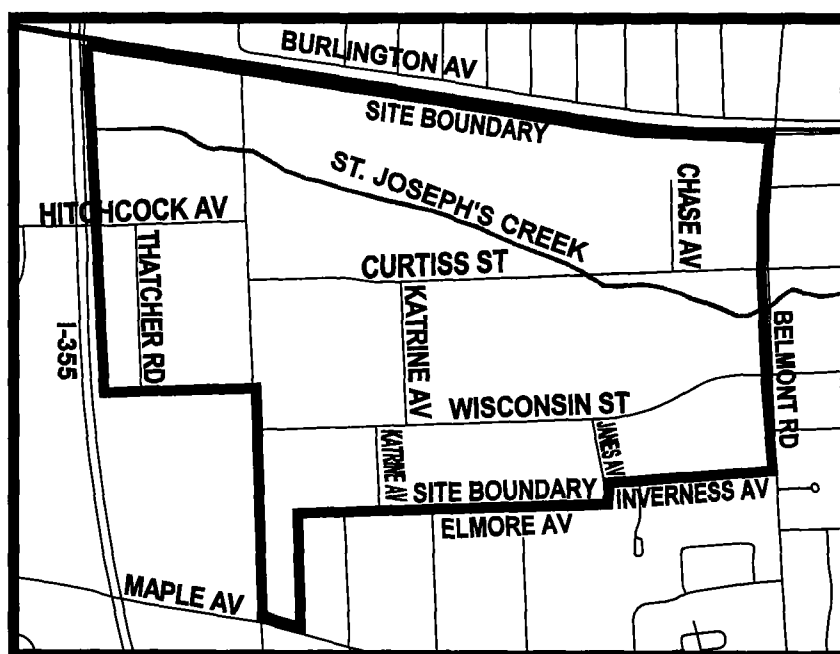 BURLINGTON AV
SITE BOUNDARY
ST. JOSEPH'S CREEK
CHASE AV
HITCHCOCK AV
THATCHER RD
CURTISS ST
KATRINE AV
I-355
BELMONT RD
WISCONSIN ST
KATRINE AV
JANES AV
SITE BOUNDARY
INVERNESS AV
ELMORE AV
MAPLE AV